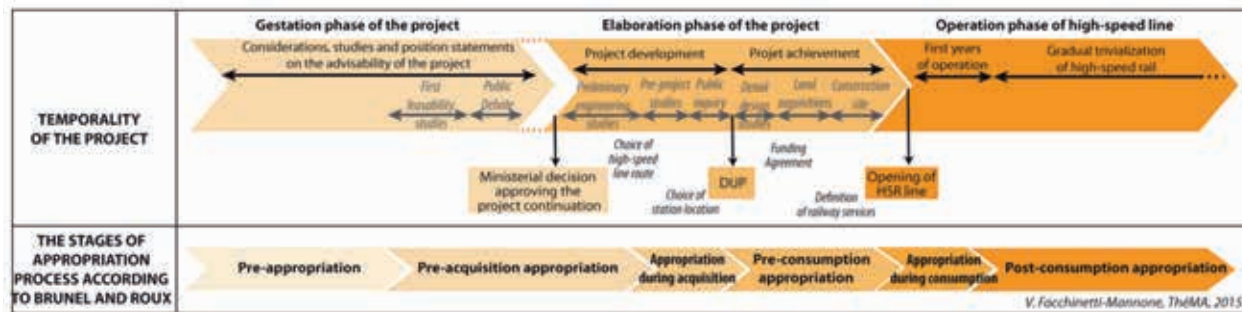 Gestation phase of the project
Elaboration phase of the project
Operation phase of high-speed line
Considerations, studies and position statements
on the advisability of the project
Project development
Projet achievement
First years
of operation
Gradual trivialization
of high-speed rail
First
feasability
studies
Public
Debate
Preliminary
engineering
studies
Pre-project
studies
Public
inquiry
Detail
design
studies
Land
acquisitions
Construction
site
TEMPORALITY
OF THE PROJECT
Choice of
high-speed
line route
Funding
Agreement
Ministerial decision
approving the
project continuation
Choice of
station location
DUP
Definition
of railway services
Opening of
HSR line
THE STAGES OF
APPROPRIATION
PROCESS ACCORDING
TO BRUNEL AND ROUX
Pre-appropriation
Pre-acquisition appropriation
Appropriation
during acquisition
Pre-consumption
appropriation
Appropriation
during consumption
Post-consumption appropriation
V. Facchinetti-Mannone, ThéMA, 2015